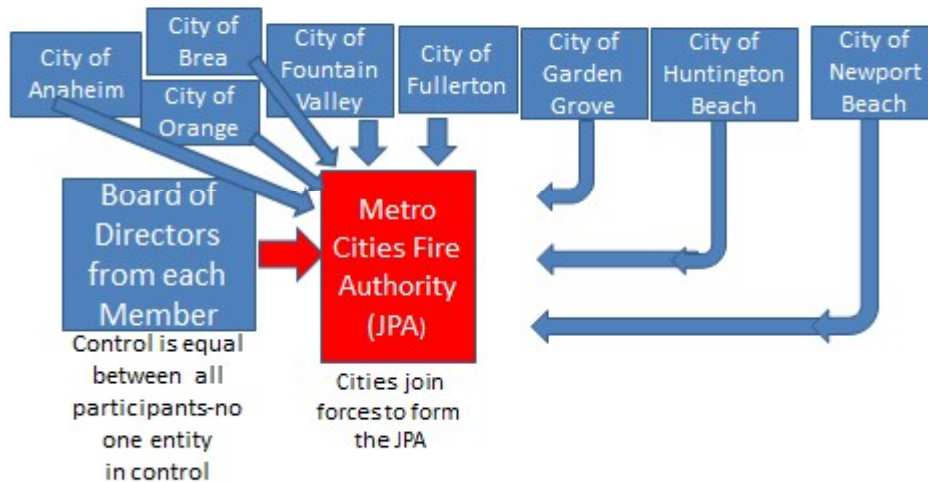 City of
Anaheim
City of
Brea
City of
Orange
City of
Fountain
Valley
City of
Fullerton
City of
Garden
Grove
City of
Huntington
Beach
City of
Newport
Beach
Board of
Directors
from each
Member
Metro
Cities Fire
Authority
(JPA)
Control is equal
between all
participants-no
one entity
in control
Cities join
forces to form
the JPA